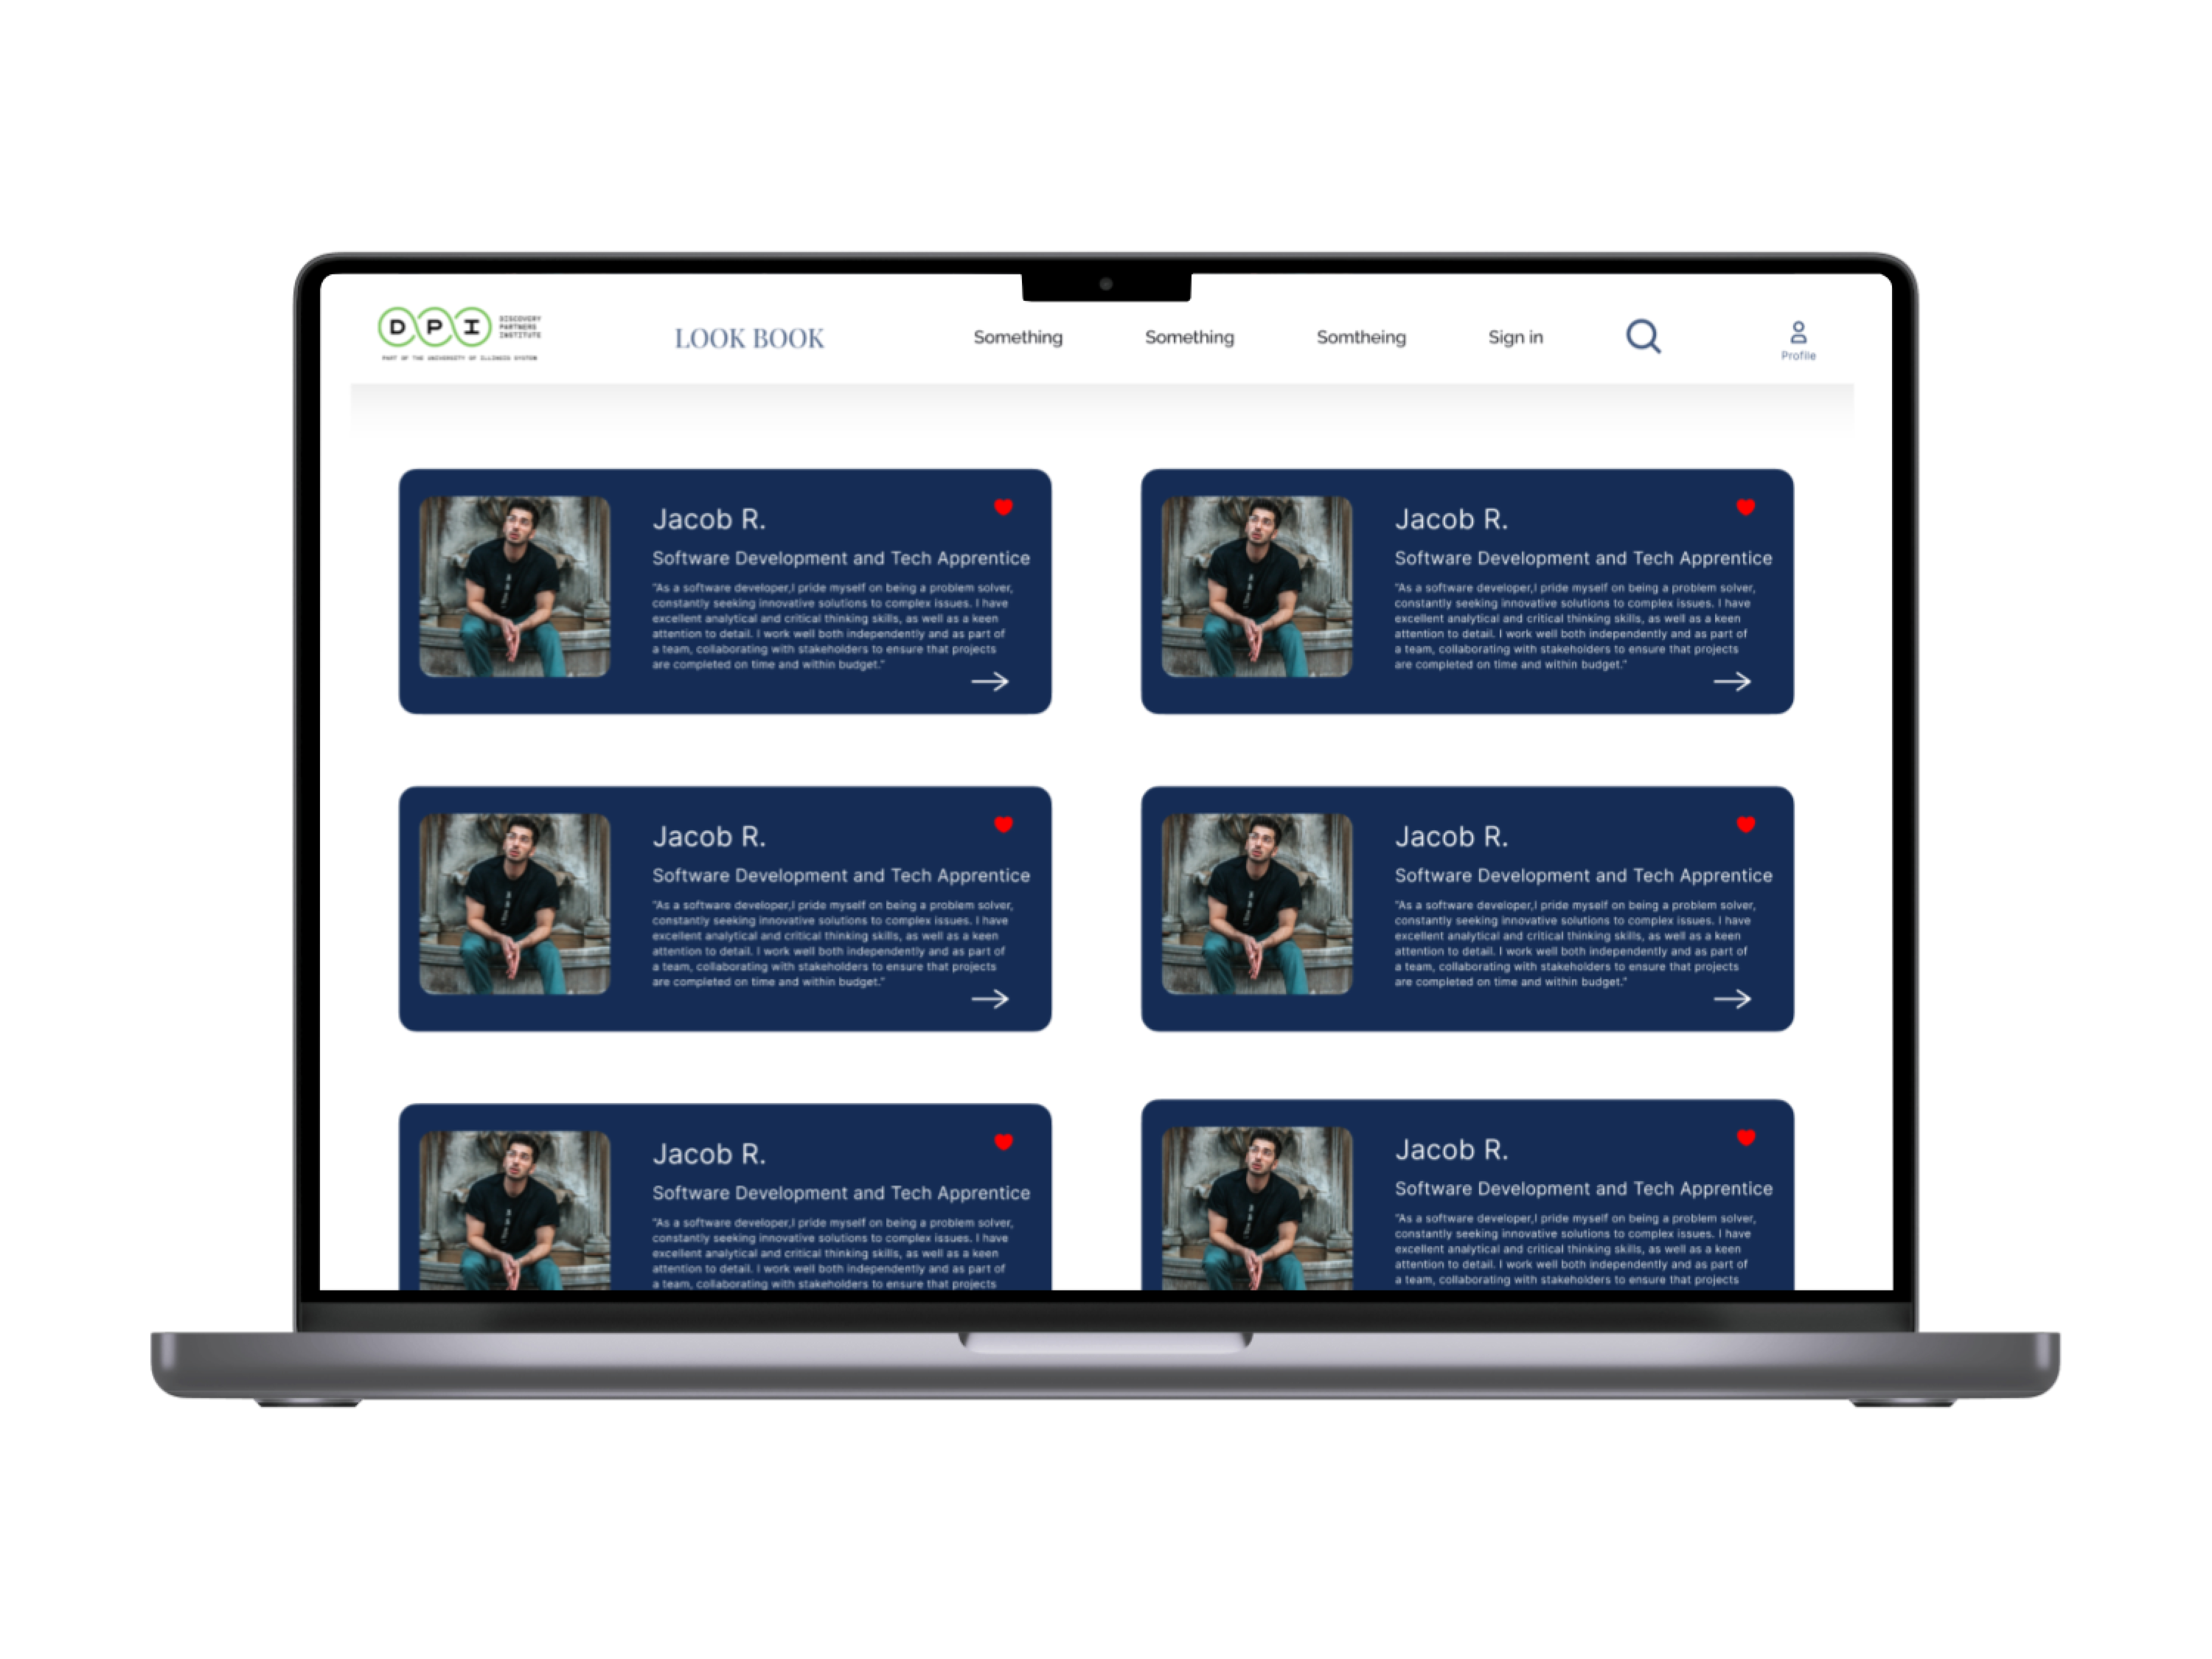 DPI
DISCOVERY
PARTNERS
INSTITUTE
PART OF THE UNIVERSITY OF ILLINOIS SYSTEM
LOOK BOOK
Something
Something
Somtheing
Sign in
Profile
Jacob R.
Software Development and Tech Apprentice
"As a software developer,I pride myself on being a problem solver,
constantly seeking innovative solutions to complex issues. I have
excellent analytical and critical thinking skills, as well as a keen
attention to detail. I work well both independently and as part of
a team, collaborating with stakeholders to ensure that projects
are completed on time and within budget."
Jacob R.
Software Development and Tech Apprentice
"As a software developer,I pride myself on being a problem solver,
constantly seeking innovative solutions to complex issues. I have
excellent analytical and critical thinking skills, as well as a keen
attention to detail. I work well both independently and as part of
a team, collaborating with stakeholders to ensure that projects
are completed on time and within budget."
Jacob R.
Software Development and Tech Apprentice
"As a software developer,I pride myself on being a problem solver,
constantly seeking innovative solutions to complex issues. I have
excellent analytical and critical thinking skills, as well as a keen
attention to detail. I work well both independently and as part of
a team, collaborating with stakeholders to ensure that projects
are completed on time and within budget."
Jacob R.
Software Development and Tech Apprentice
"As a software developer,I pride myself on being a problem solver,
constantly seeking innovative solutions to complex issues. I have
excellent analytical and critical thinking skills, as well as a keen
attention to detail. I work well both independently and as part of
a team, collaborating with stakeholders to ensure that projects
are completed on time and within budget."
Jacob R.
Software Development and Tech Apprentice
"As a software developer,I pride myself on being a problem solver,
constantly seeking innovative solutions to complex issues. I have
excellent analytical and critical thinking skills, as well as a keen
attention to detail. I work well both independently and as part of
a team, collaborating with stakeholders to ensure that projects
Jacob R.
Software Development and Tech Apprentice
"As a software developer,I pride myself on being a problem solver,
constantly seeking innovative solutions to complex issues. I have
excellent analytical and critical thinking skills, as well as a keen
attention to detail. I work well both independently and as part of
a team, collaborating with stakeholders to ensure that projects